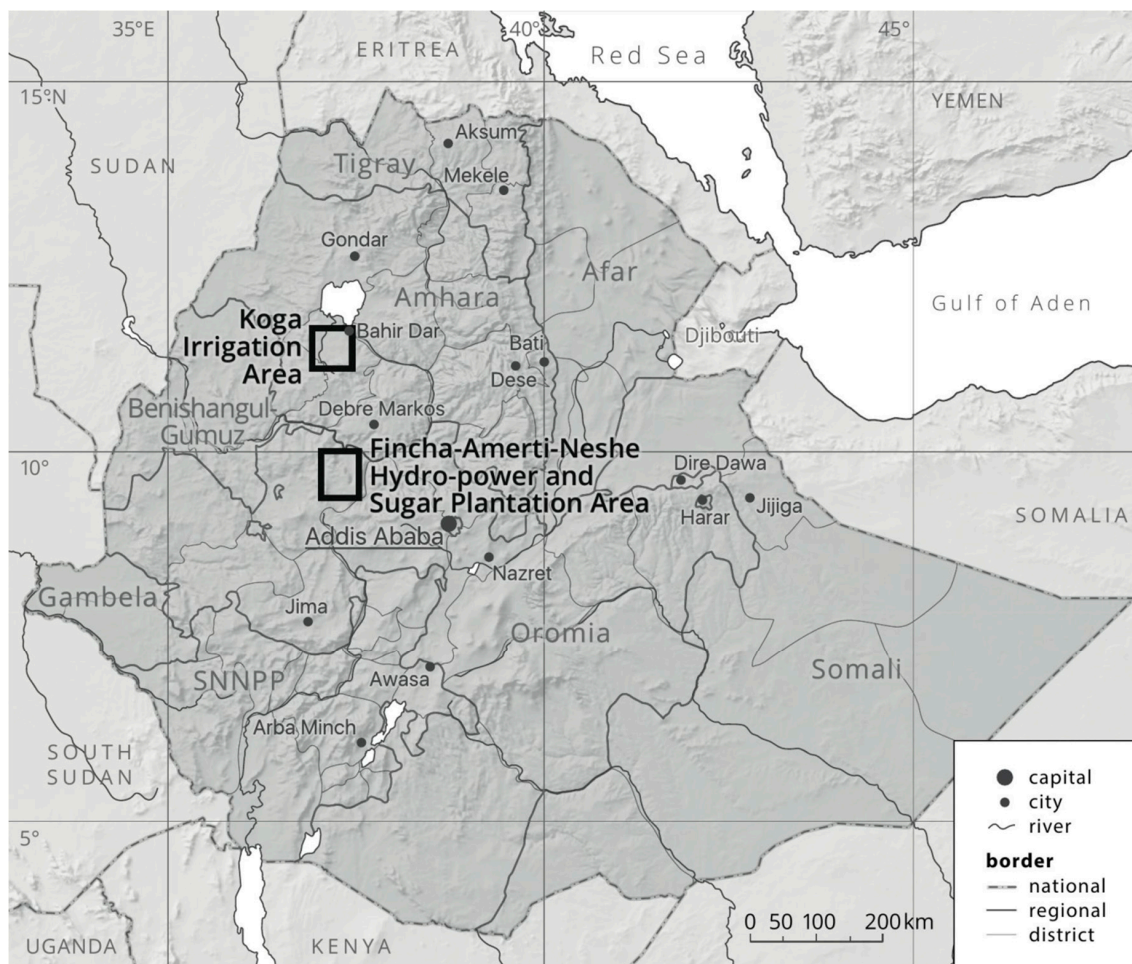 35°E
40°
45°
ERITREA
Red Sea
15°N
YEMEN
SUDAN
Aksum
Tigray
Mekele
Gondar
Afar
Amhara
Gulf of Aden
Koga
Irrigation
Area
Bahir Dar
Djibouti
Bati
Dese
Benishangul-
Gumuz
Debre Markos
10°
Fincha-Amerti-Neshe
Hydro-power and
Sugar Plantation Area
Dire Dawa
Harar
Jijiga
SOMALIA
Addis Ababa
Nazret
Gambela
Jima
Oromia
SNNPP
Awasa
Somali
Arba Minch
SOUTH
SUDAN
5°
capital
city
river
border
national
regional
district
0 50 100 200 km
UGANDA
KENYA